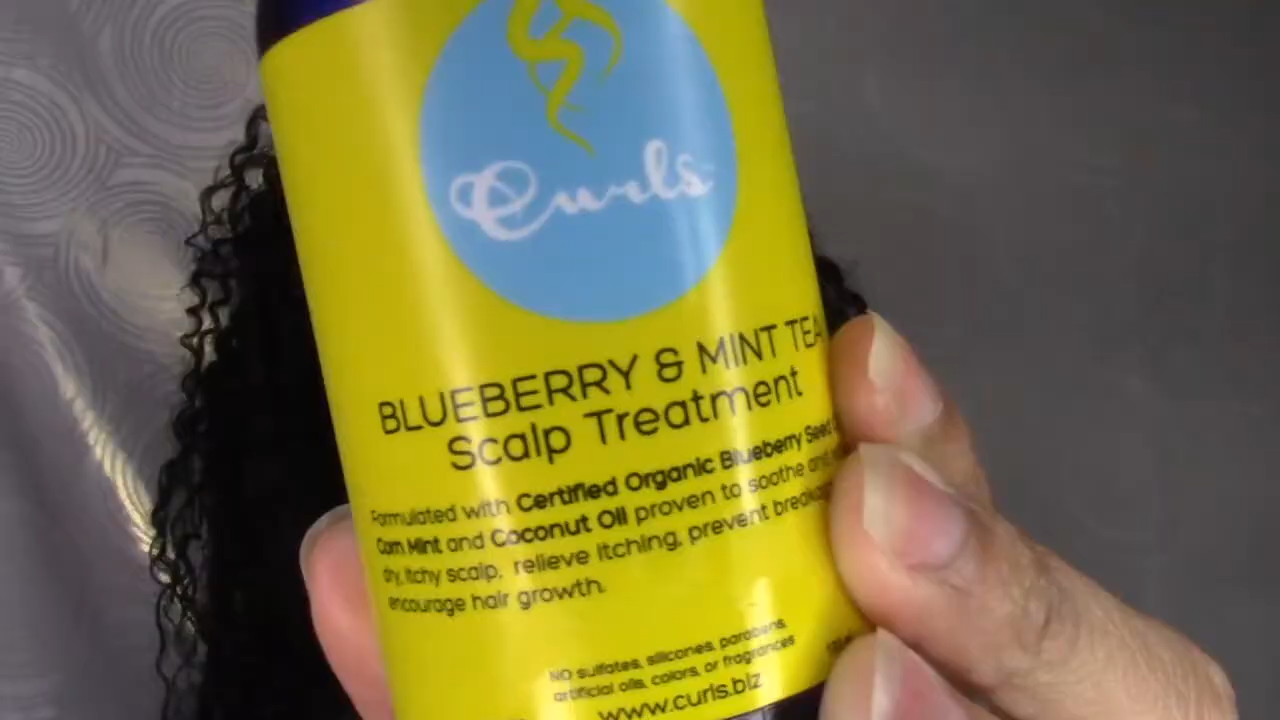 Curls
BLUEBERRY & MINT TEA
Scalp Treatment
Formulated with Certified Organic Blueberry Seed
Corn Mint and Coconut Oil proven to soothe and
dry, itchy scalp, relieve itching, prevent
encourage hair growth.
NO sulfates, silicones, parabens,
artificial oils, colors, or fragrances
www.curls.biz